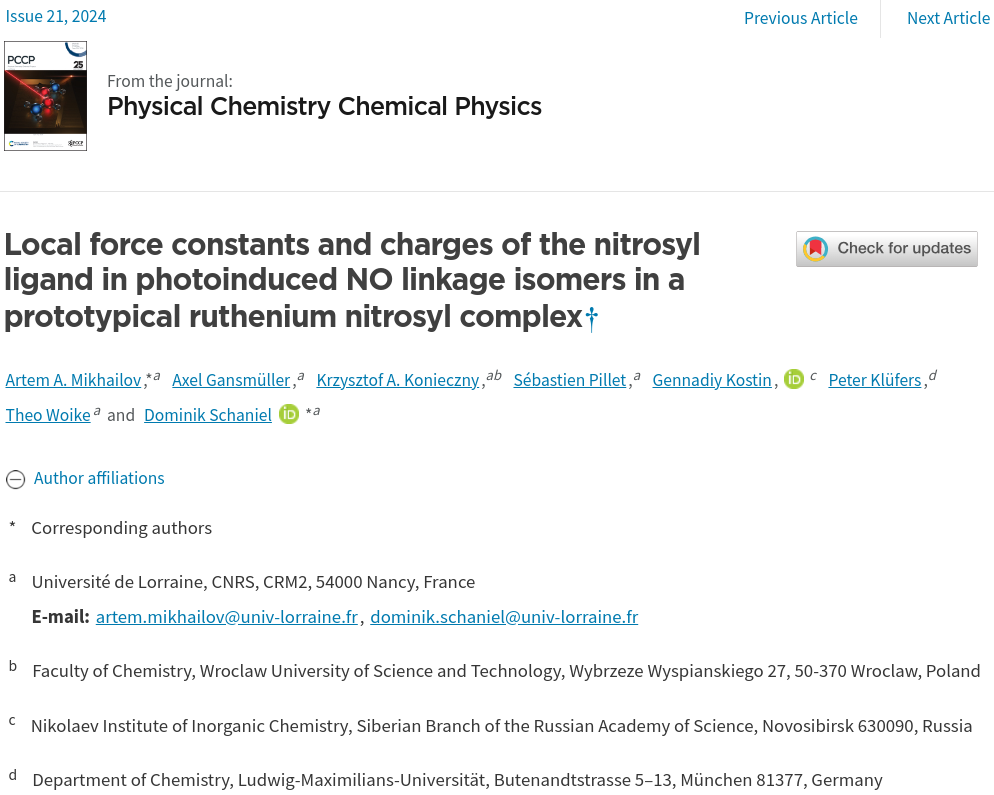 Issue 21, 2024
Previous Article
Next Article
PCCP
25
From the journal:
Physical Chemistry Chemical Physics
Local force constants and charges of the nitrosyl
ligand in photoinduced NO linkage isomers in a
prototypical ruthenium nitrosyl complex†
Check for updates
Artem A. Mikhailov,*a Axel Gansmüller,a Krzysztof A. Konieczny,ab Sébastien Pillet,a Gennadiy Kostin, iD c Peter Klüfers,d
Theo Woike a and Dominik Schaniel iD *a
Author affiliations
* Corresponding authors
a Université de Lorraine, CNRS, CRM2, 54000 Nancy, France
E-mail: artem.mikhailov@univ-lorraine.fr, dominik.schaniel@univ-lorraine.fr
b Faculty of Chemistry, Wroclaw University of Science and Technology, Wybrzeze Wyspianskiego 27, 50-370 Wroclaw, Poland
c Nikolaev Institute of Inorganic Chemistry, Siberian Branch of the Russian Academy of Science, Novosibirsk 630090, Russia
d Department of Chemistry, Ludwig-Maximilians-Universität, Butenandtstrasse 5–13, München 81377, Germany